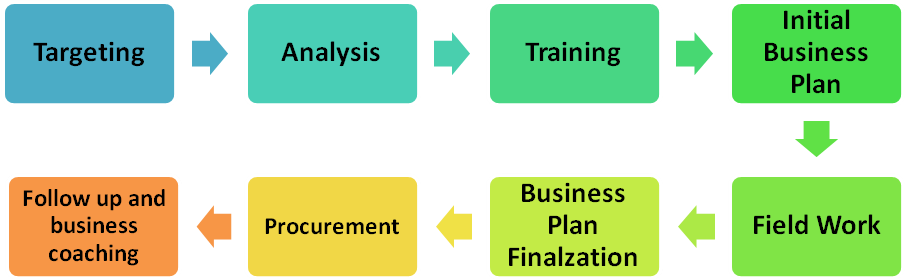 Targeting
Analysis
Training
Initial
Business
Plan
Field Work
Business
Plan
Finalzation
Procurement
Follow up and
business
coaching